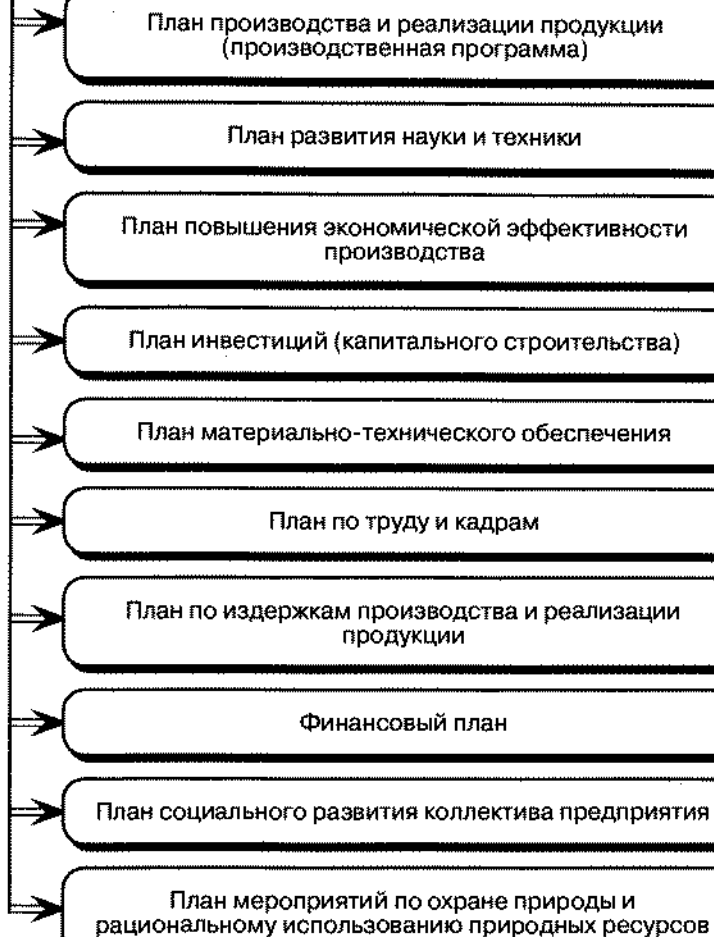 План производства и реализации продукции
(производственная программа)
План развития науки и техники
План повышения экономической эффективности
производства
План инвестиций (капитального строительства)
План материально-технического обеспечения
План по труду и кадрам
План по издержкам производства и реализации
продукции
Финансовый план
План социального развития коллектива предприятия
План мероприятий по охране природы и
рациональному использованию природных ресурсов